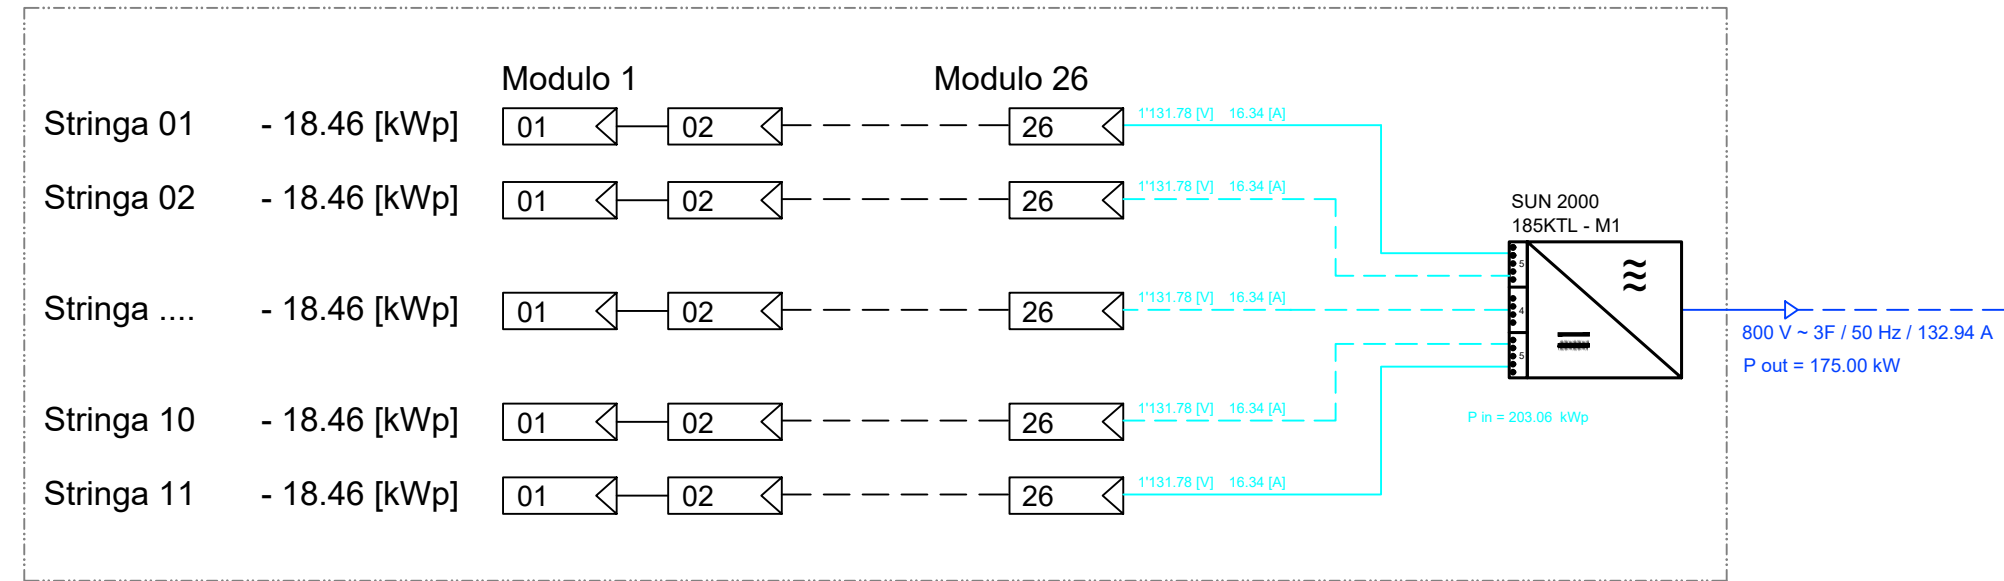 Modulo 1 Modulo 26
Stringa 01 - 18.46 [kWp] 01 02 26 1'131.78 [V] 16.34 [A]
Stringa 02 - 18.46 [kWp] 01 02 26 1'131.78 [V] 16.34 [A]
SUN 2000
185KTL - M1
5
Stringa .... - 18.46 [kWp] 01 02 26 1'131.78 [V] 16.34 [A]
4
800 V ~ 3F / 50 Hz / 132.94 A
5
P out = 175.00 kW
Stringa 10 - 18.46 [kWp] 01 02 26 1'131.78 [V] 16.34 [A]
P in = 203.06 kWp
Stringa 11 - 18.46 [kWp] 01 02 26 1'131.78 [V] 16.34 [A]